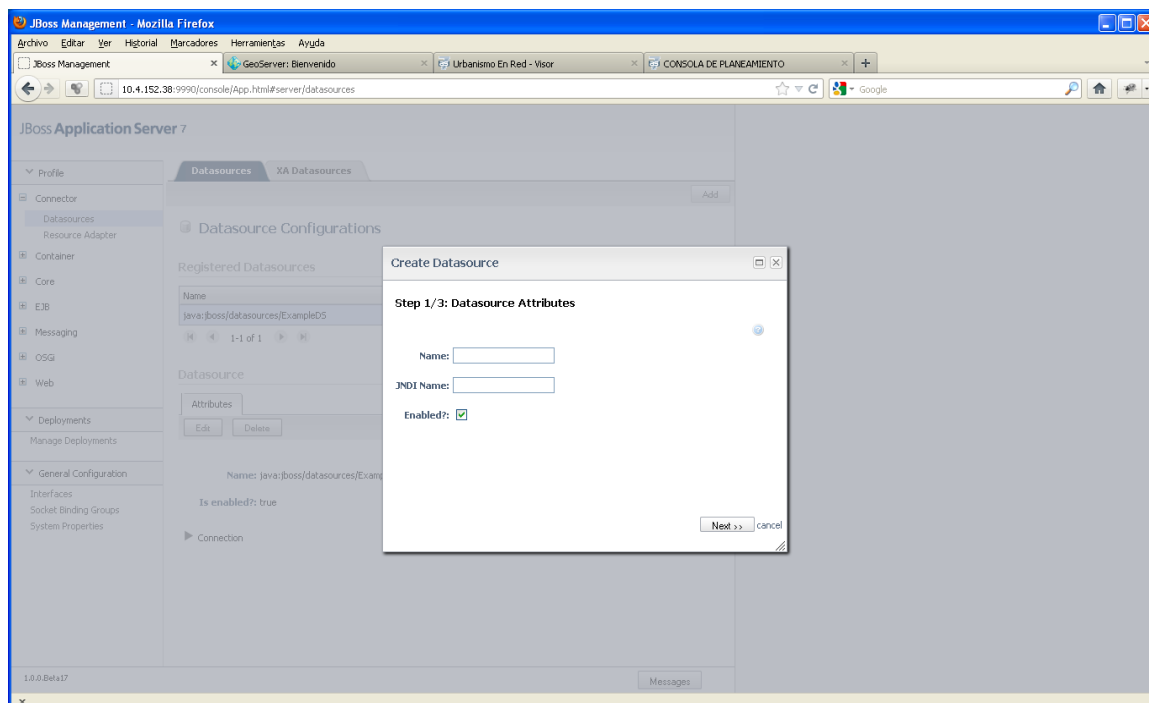 JBoss Management - Mozilla Firefox
Archivo Editar Ver Historial Marcadores Herramientas Ayuda
JBoss Management GeoServer: Bienvenido Urbanismo En Red - Visor CONSOLA DE PLANEAMIENTO
10.4.152.38:9990/console/App.html#server/datasources Google
JBoss Application Server 7
Profile
Connector
Datasources
Resource Adapter
Container
Core
EJB
Messaging
OSGi
Web
Deployments
Manage Deployments
General Configuration
Interfaces
Socket Binding Groups
System Properties
Datasources XA Datasources
Add
Datasource Configurations
Registered Datasources
Name
java:jboss/datasources/ExampleDS
1-1 of 1
Datasource
Attributes
Edit Delete
Name: java:jboss/datasources/Examp
Is enabled?: true
Connection
Create Datasource
Step 1/3: Datasource Attributes
Name:
JNDI Name:
Enabled?:
Next >> cancel
1.0.0.Beta17 Messages